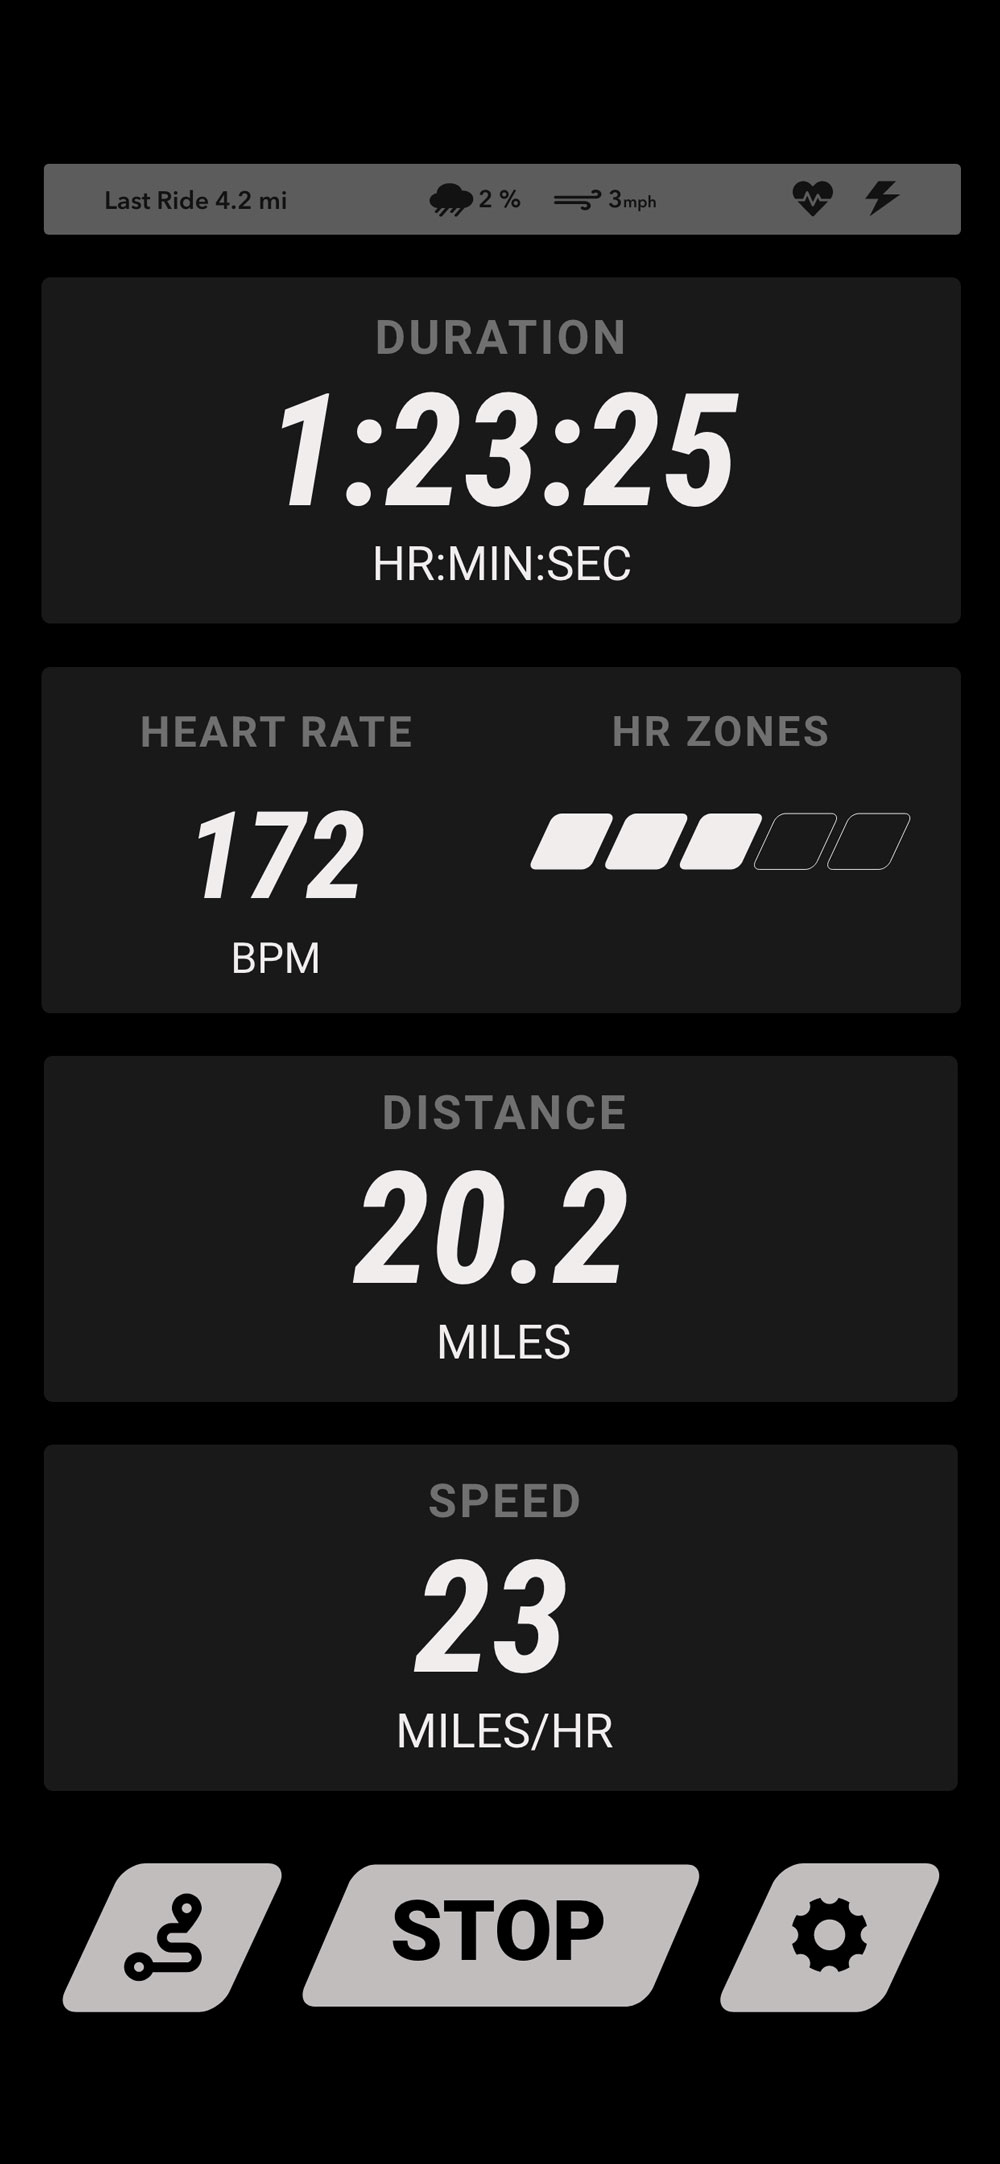 Last Ride 4.2 mi 2 % 3mph
DURATION
1:23:25
HR:MIN:SEC
HEART RATE
172
BPM
HR ZONES
DISTANCE
20.2
MILES
SPEED
23
MILES/HR
STOP